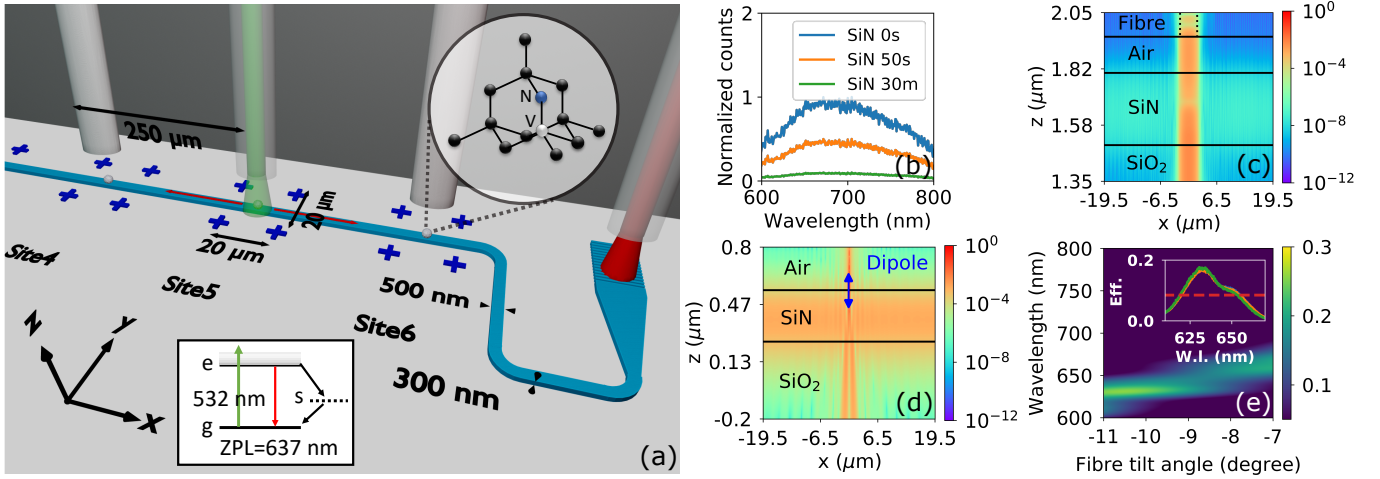 250 µm
20 µm
20 µm
Site4
Site5
Site6
500 nm
300 nm
N
V
Z
Y
X
e
532 nm
s
g
ZPL=637 nm
(a)
Normalized counts
2
1
0
SiN 0s
SiN 50s
SiN 30m
(b)
600 700 800
Wavelength (nm)
z (µm)
2.05
1.82
1.58
1.35
Fibre
Air
SiN
SiO₂
(c)
-19.5 -6.5 6.5 19.5
x (µm)
10⁰
10⁻⁴
10⁻⁸
10⁻¹²
z (µm)
0.8
0.47
0.13
-0.2
Air
Dipole
SiN
SiO₂
(d)
-19.5 -6.5 6.5 19.5
x (µm)
10⁰
10⁻⁴
10⁻⁸
10⁻¹²
Wavelength (nm)
800
750
700
650
600
Eff.
0.2
0.0
625 650
W.l. (nm)
(e)
-11 -10 -9 -8 -7
Fibre tilt angle (degree)
0.3
0.2
0.1